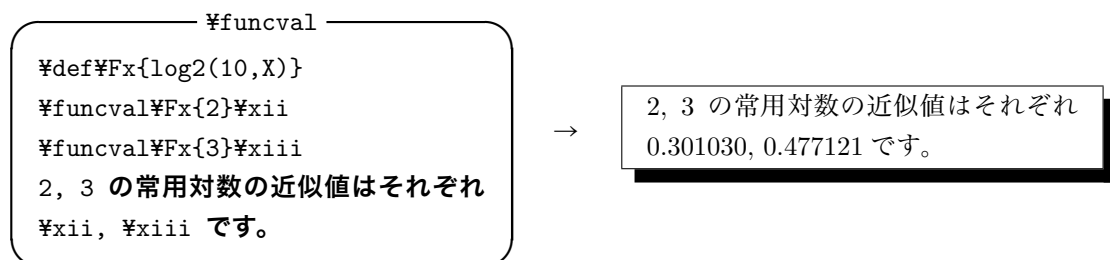 ¥funcval
¥def¥Fx{log2(10,X)}
¥funcval¥Fx{2}¥xii
¥funcval¥Fx{3}¥xiii
2, 3 の常用対数の近似値はそれぞれ
¥xii, ¥xiii です。
→
2, 3 の常用対数の近似値はそれぞれ
0.301030, 0.477121 です。